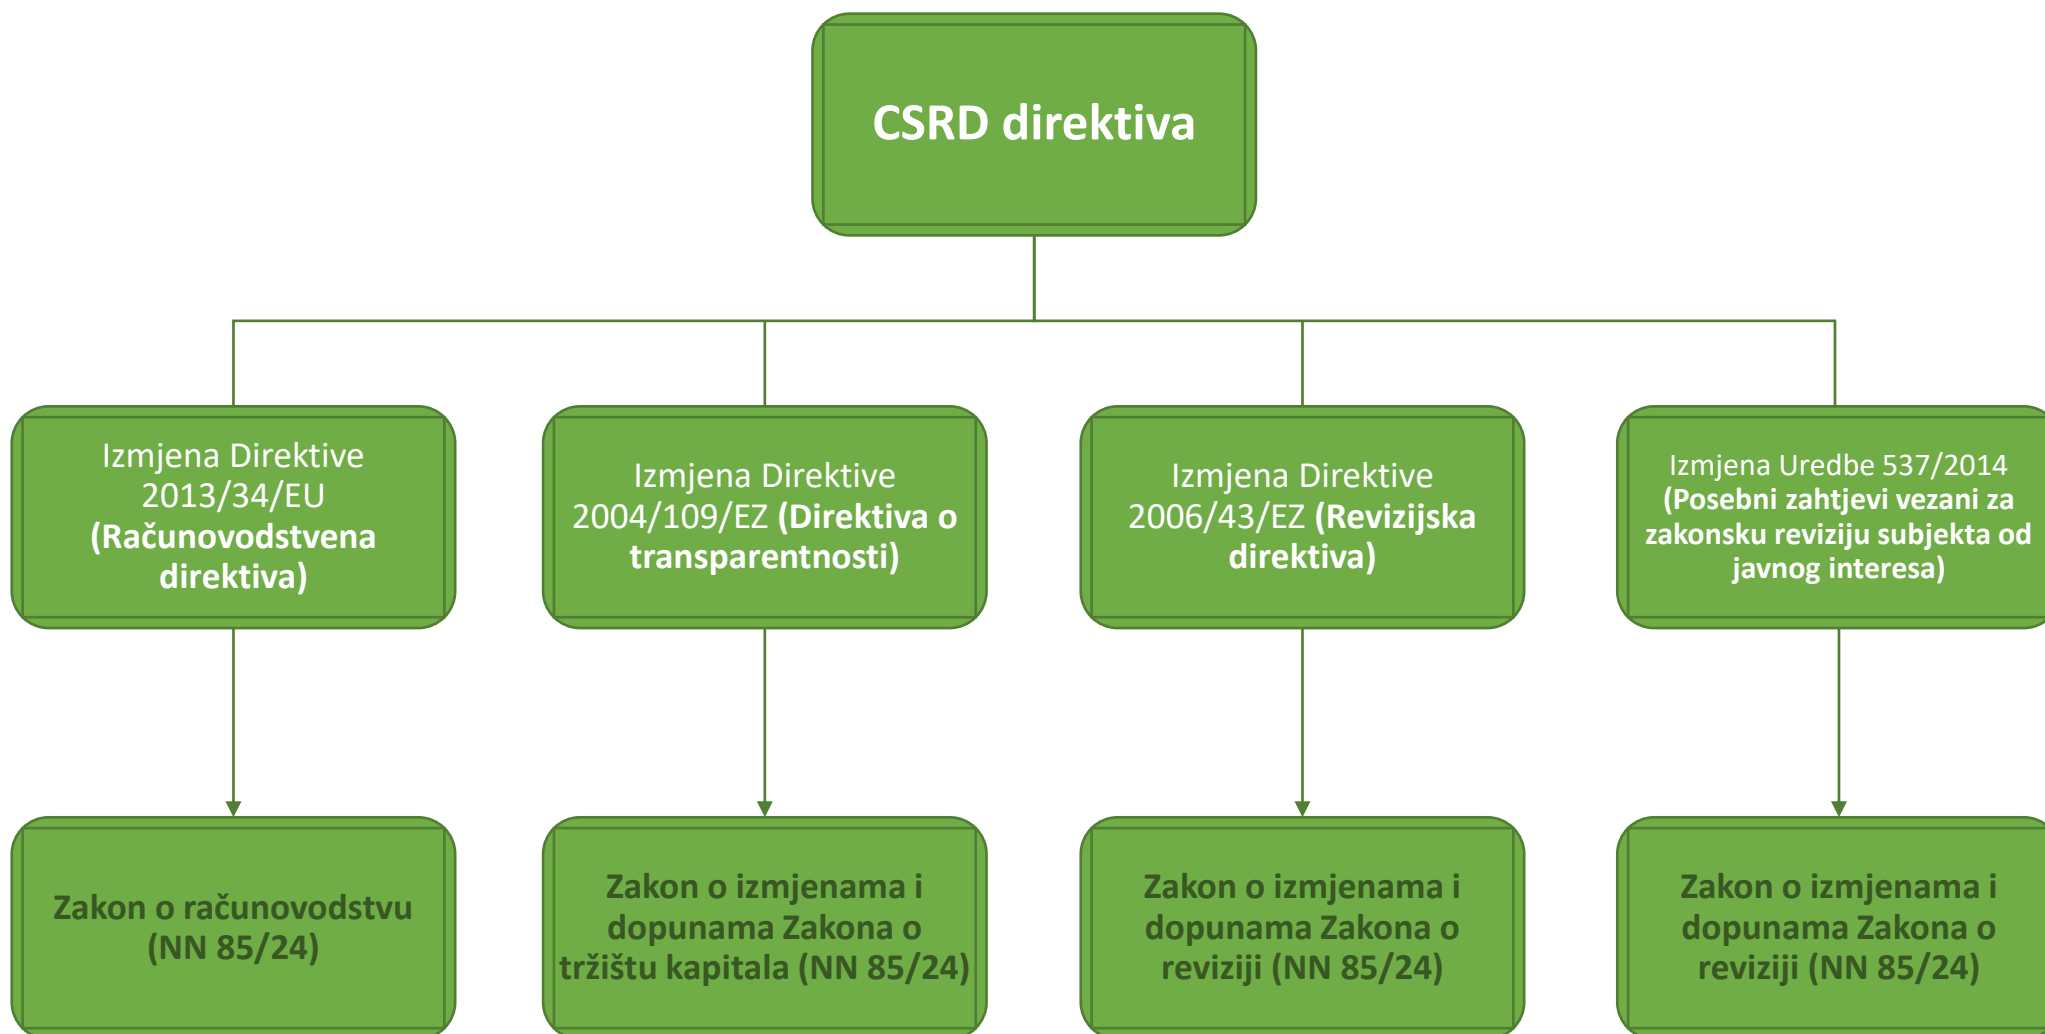 CSRD direktiva
Izmjena Direktive
2013/34/EU
(Računovodstvena
direktiva)
Izmjena Direktive
2004/109/EZ (Direktiva o
transparentnosti)
Izmjena Direktive
2006/43/EZ (Revizijska
direktiva)
Izmjena Uredbe 537/2014
(Posebni zahtjevi vezani za
zakonsku reviziju subjekta od
javnog interesa)
Zakon o računovodstvu
(NN 85/24)
Zakon o izmjenama i
dopunama Zakona o
tržištu kapitala (NN 85/24)
Zakon o izmjenama i
dopunama Zakona o
reviziji (NN 85/24)
Zakon o izmjenama i
dopunama Zakona o
reviziji (NN 85/24)